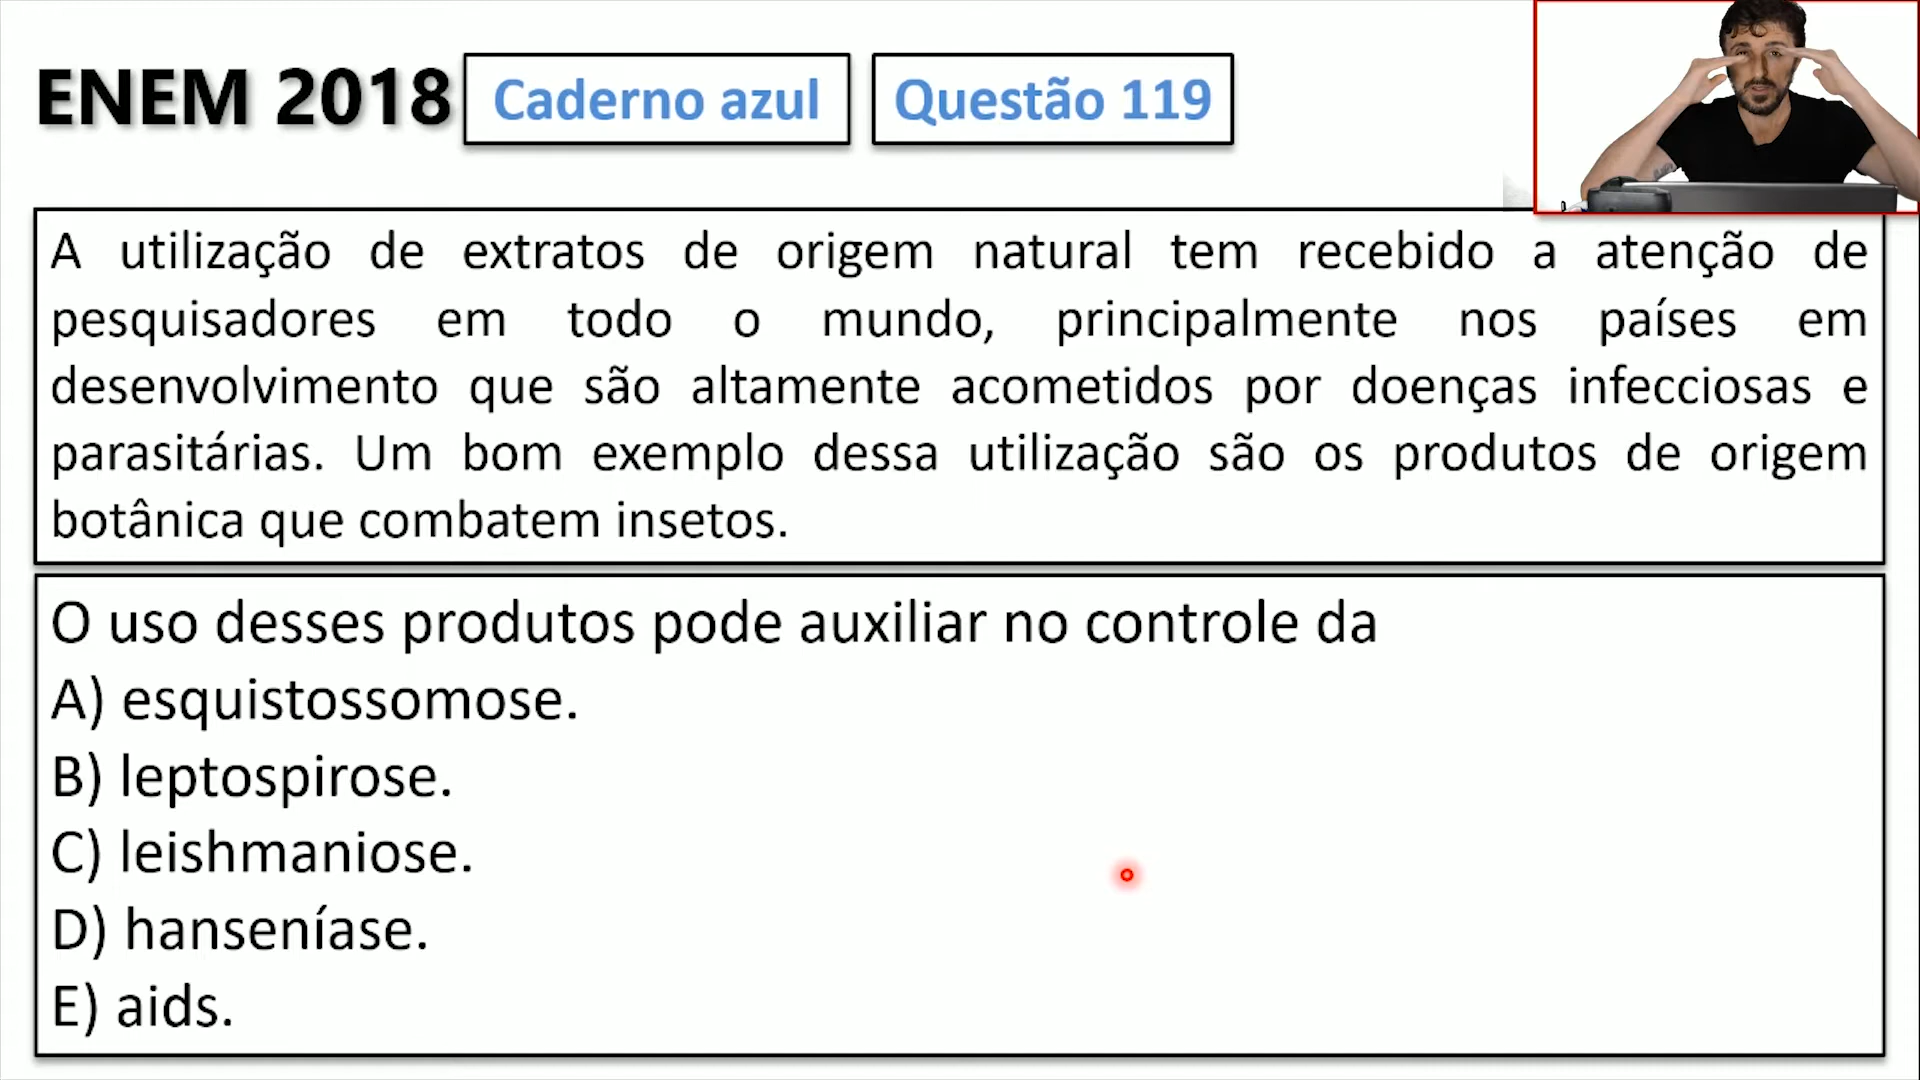 ENEM 2018 Caderno azul Questão 119
A utilização de extratos de origem natural tem recebido a atenção de
pesquisadores em todo o mundo, principalmente nos países em
desenvolvimento que são altamente acometidos por doenças infecciosas e
parasitárias. Um bom exemplo dessa utilização são os produtos de origem
botânica que combatem insetos.
O uso desses produtos pode auxiliar no controle da
A) esquistossomose.
B) leptospirose.
C) leishmaniose.
D) hanseníase.
E) aids.